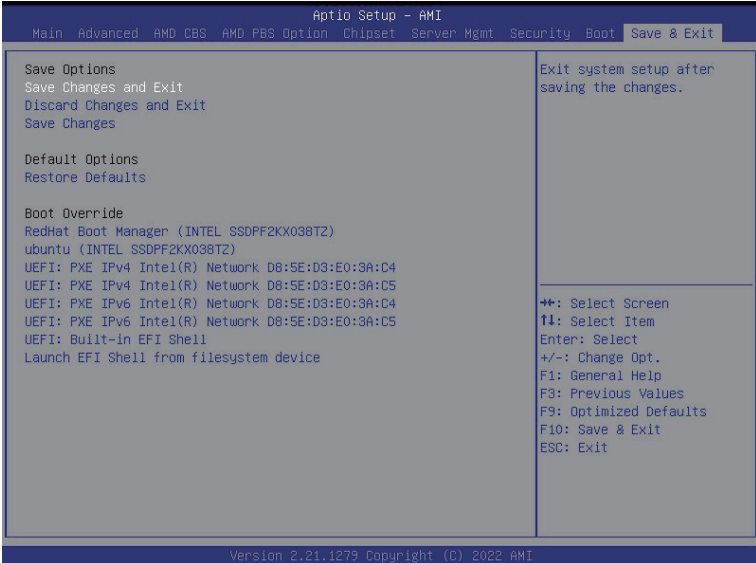 Aptio Setup - AMI
Main Advanced AMD CBS AMD PBS Option Chipset Server Mgmt Security Boot Save & Exit
Save Options
Save Changes and Exit
Discard Changes and Exit
Save Changes
Default Options
Restore Defaults
Boot Override
RedHat Boot Manager (INTEL SSDPF2KX038TZ)
ubuntu (INTEL SSDPF2KX038TZ)
UEFI: PXE IPv4 Intel(R) Network D8:5E:D3:E0:3A:C4
UEFI: PXE IPv4 Intel(R) Network D8:5E:D3:E0:3A:C5
UEFI: PXE IPv6 Intel(R) Network D8:5E:D3:E0:3A:C4
UEFI: PXE IPv6 Intel(R) Network D8:5E:D3:E0:3A:C5
UEFI: Built-in EFI Shell
Launch EFI Shell from filesystem device
Exit system setup after
saving the changes.
→←: Select Screen
↑↓: Select Item
Enter: Select
+/-: Change Opt.
F1: General Help
F3: Previous Values
F9: Optimized Defaults
F10: Save & Exit
ESC: Exit
Version 2.21.1279 Copyright (C) 2022 AMI